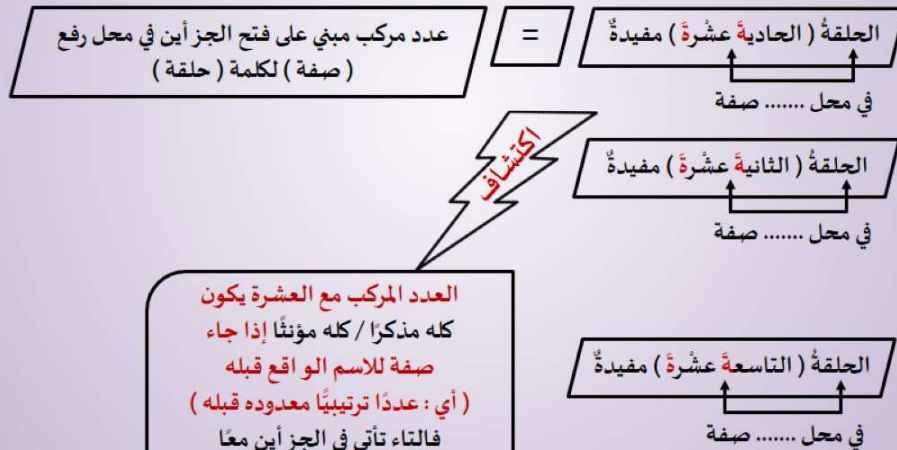 الحلقةُ ( الحاديةَ عشْرةَ ) مفيدةٌ
=
عدد مركب مبني على فتح الجز أين في محل رفع
( صفة ) لكلمة ( حلقة )
في محل ....... صفة
اكتشاف
الحلقةُ ( الثانيةَ عشْرةَ ) مفيدةٌ
في محل ....... صفة
العدد المركب مع العشرة يكون
كله مذكرًا / كله مؤنثًا إذا جاء
صفة للاسم الو اقع قبله
( أي : عددًا ترتيبيًّا معدوده قبله )
فالتاء تأتي في الجز أين معًا
الحلقةُ ( التاسعةَ عشْرةَ ) مفيدةٌ
في محل ....... صفة